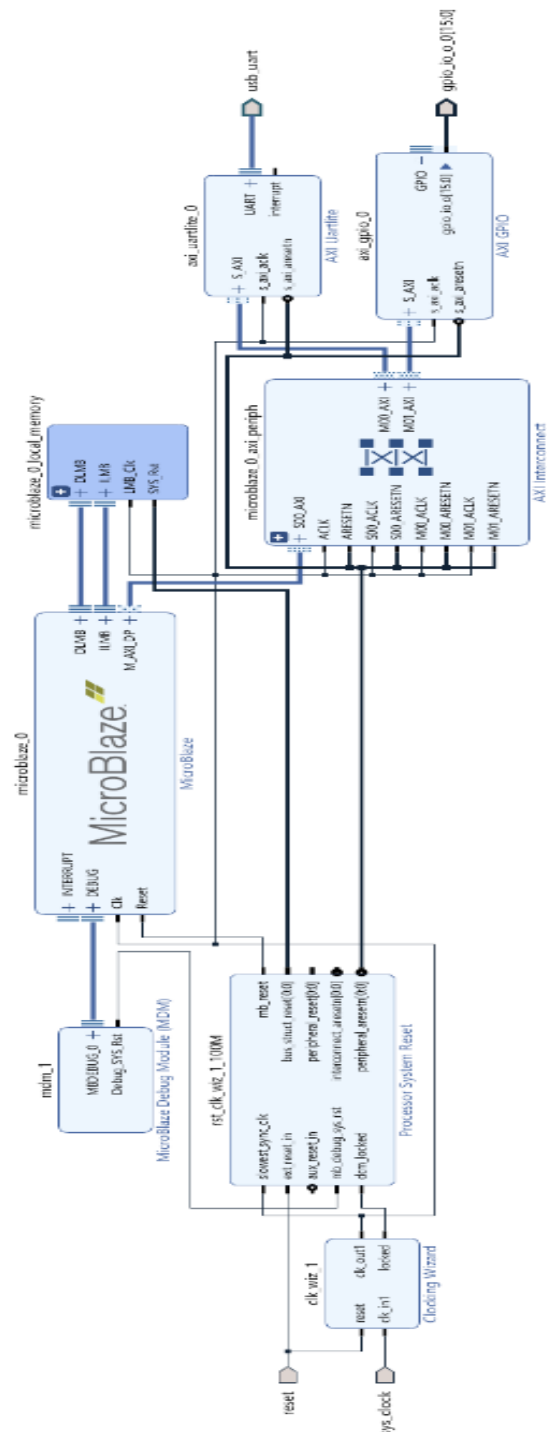 reset
sys_clock
clk_wiz_1
reset
clk_in1
clk_out1
locked
Clocking Wizard
rst_clk_wiz_1_100M
slowest_sync_clk
ext_reset_in
aux_reset_in
mb_debug_sys_rst
dcm_locked
mb_reset
bus_struct_reset[0:0]
peripheral_reset[0:0]
interconnect_aresetn[0:0]
peripheral_aresetn[0:0]
Processor System Reset
mdm_1
MBDEBUG_0
Debug_SYS_Rst
MicroBlaze Debug Module (MDM)
microblaze_0
INTERRUPT
DEBUG
Clk
Reset
MicroBlaze
DLMB
ILMB
M_AXI_DP
MicroBlaze
microblaze_0_local_memory
DLMB
ILMB
LMB_Clk
SYS_Rst
microblaze_0_axi_periph
S00_AXI
ACLK
ARESETN
S00_ACLK
S00_ARESETN
M00_ACLK
M00_ARESETN
M01_ACLK
M01_ARESETN
M00_AXI
M01_AXI
AXI Interconnect
axi_uartlite_0
S_AXI
s_axi_aclk
s_axi_aresetn
UART
interrupt
AXI Uartlite
usb_uart
axi_gpio_0
S_AXI
s_axi_aclk
s_axi_aresetn
GPIO
gpio_io_o[15:0]
AXI GPIO
gpio_io_o_0[15:0]